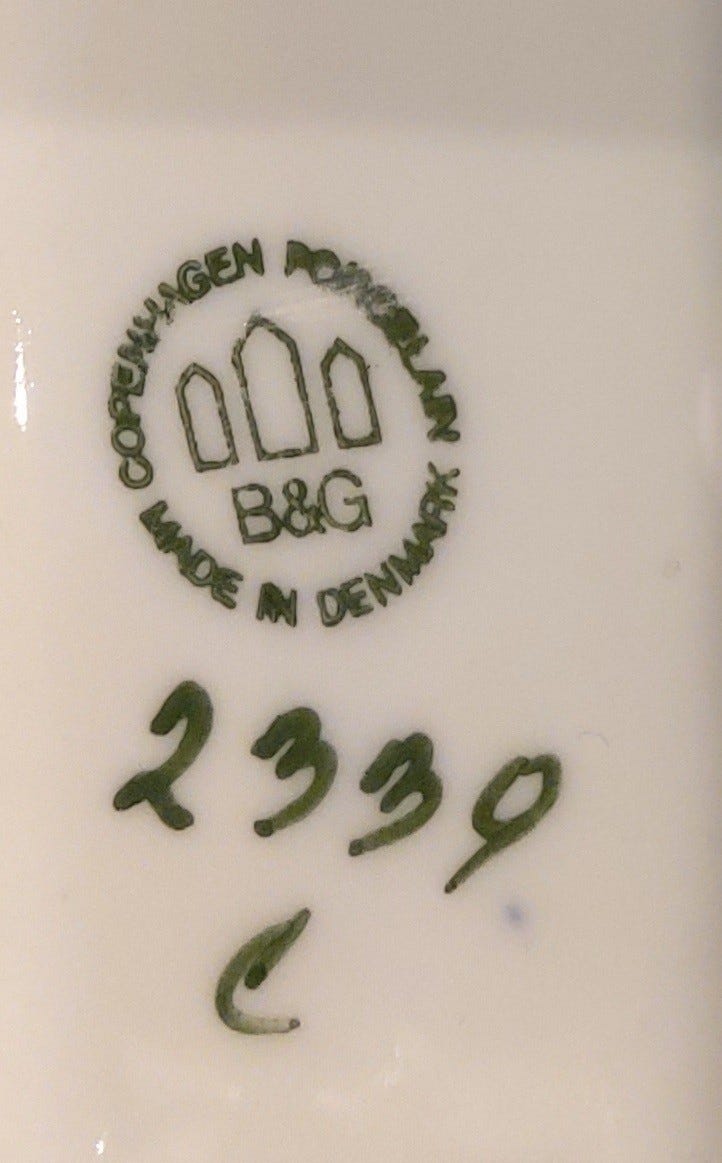 COPENHAGEN PORCELAIN
B&G
MADE IN DENMARK
2339
C